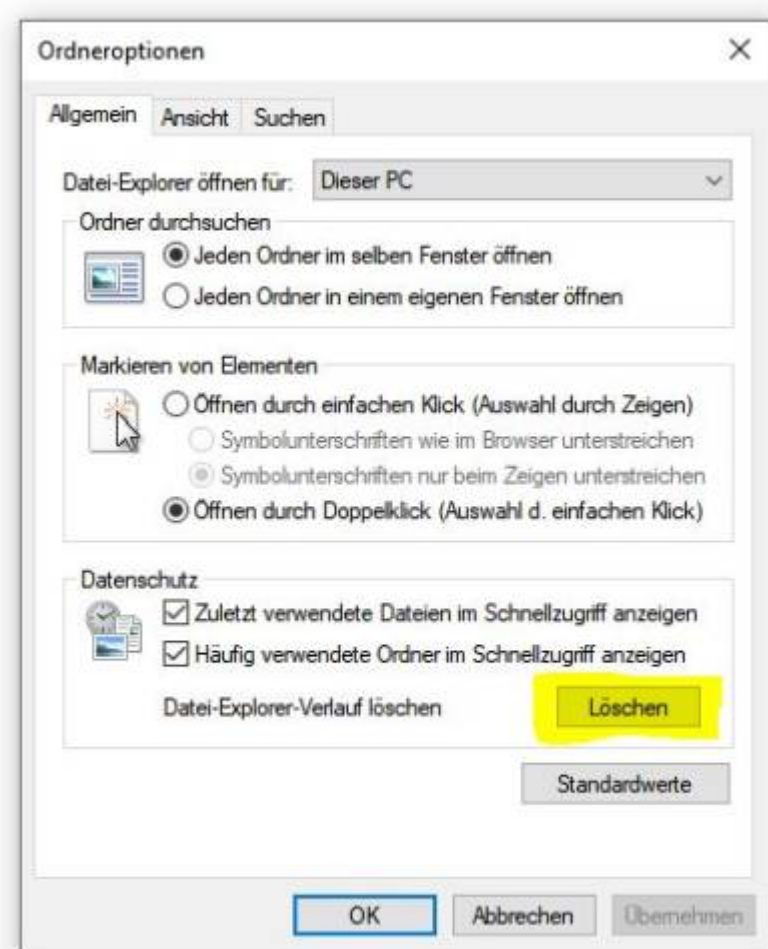 Ordneroptionen
Allgemein Ansicht Suchen
Datei-Explorer öffnen für: Dieser PC
Ordner durchsuchen
Jeden Ordner im selben Fenster öffnen
Jeden Ordner in einem eigenen Fenster öffnen
Markieren von Elementen
Öffnen durch einfachen Klick (Auswahl durch Zeigen)
Symbolunterschriften wie im Browser unterstreichen
Symbolunterschriften nur beim Zeigen unterstreichen
Öffnen durch Doppelklick (Auswahl d. einfachen Klick)
Datenschutz
Zuletzt verwendete Dateien im Schnellzugriff anzeigen
Häufig verwendete Ordner im Schnellzugriff anzeigen
Datei-Explorer-Verlauf löschen Löschen
Standardwerte
OK Abbrechen Übernehmen